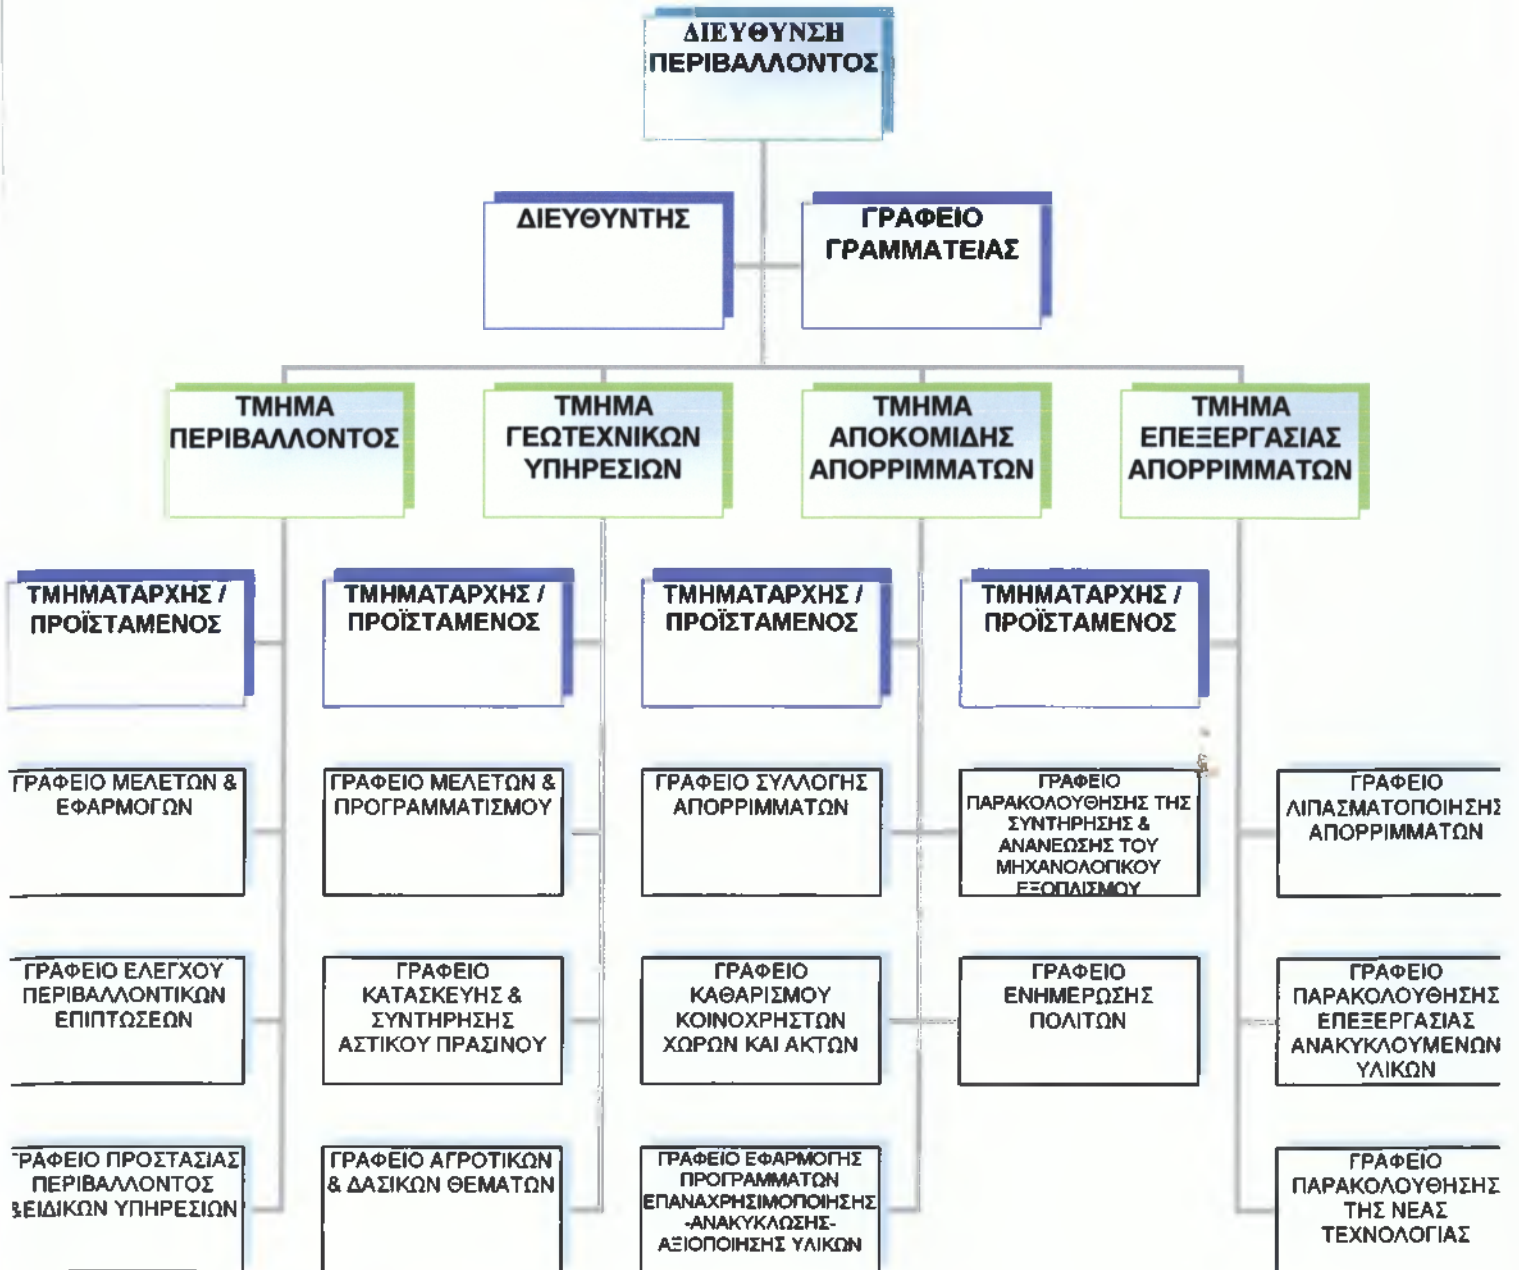 ΔΙΕΥΘΥΝΣΗ
ΠΕΡΙΒΑΛΛΟΝΤΟΣ
ΔΙΕΥΘΥΝΤΗΣ
ΓΡΑΦΕΙΟ
ΓΡΑΜΜΑΤΕΙΑΣ
ΤΜΗΜΑ
ΠΕΡΙΒΑΛΛΟΝΤΟΣ
ΤΜΗΜΑ
ΓΕΩΤΕΧΝΙΚΩΝ
ΥΠΗΡΕΣΙΩΝ
ΤΜΗΜΑ
ΑΠΟΚΟΜΙΔΗΣ
ΑΠΟΡΡΙΜΜΑΤΩΝ
ΤΜΗΜΑ
ΕΠΕΞΕΡΓΑΣΙΑΣ
ΑΠΟΡΡΙΜΜΑΤΩΝ
ΤΜΗΜΑΤΑΡΧΗΣ /
ΠΡΟΪΣΤΑΜΕΝΟΣ
ΤΜΗΜΑΤΑΡΧΗΣ /
ΠΡΟΪΣΤΑΜΕΝΟΣ
ΤΜΗΜΑΤΑΡΧΗΣ /
ΠΡΟΪΣΤΑΜΕΝΟΣ
ΤΜΗΜΑΤΑΡΧΗΣ /
ΠΡΟΪΣΤΑΜΕΝΟΣ
ΓΡΑΦΕΙΟ ΜΕΛΕΤΩΝ &
ΕΦΑΡΜΟΓΩΝ
ΓΡΑΦΕΙΟ ΜΕΛΕΤΩΝ &
ΠΡΟΓΡΑΜΜΑΤΙΣΜΟΥ
ΓΡΑΦΕΙΟ ΣΥΛΛΟΓΗΣ
ΑΠΟΡΡΙΜΜΑΤΩΝ
ΓΡΑΦΕΙΟ
ΠΑΡΑΚΟΛΟΥΘΗΣΗΣ ΤΗΣ
ΣΥΝΤΗΡΗΣΗΣ &
ΑΝΑΝΕΩΣΗΣ ΤΟΥ
ΜΗΧΑΝΟΛΟΓΙΚΟΥ
ΕΞΟΠΛΙΣΜΟΥ
ΓΡΑΦΕΙΟ
ΛΙΠΑΣΜΑΤΟΠΟΙΗΣΗΣ
ΑΠΟΡΡΙΜΜΑΤΩΝ
ΓΡΑΦΕΙΟ ΕΛΕΓΧΟΥ
ΠΕΡΙΒΑΛΛΟΝΤΙΚΩΝ
ΕΠΙΠΤΩΣΕΩΝ
ΓΡΑΦΕΙΟ
ΚΑΤΑΣΚΕΥΗΣ &
ΣΥΝΤΗΡΗΣΗΣ
ΑΣΤΙΚΟΥ ΠΡΑΣΙΝΟΥ
ΓΡΑΦΕΙΟ
ΚΑΘΑΡΙΣΜΟΥ
ΚΟΙΝΟΧΡΗΣΤΩΝ
ΧΩΡΩΝ ΚΑΙ ΑΚΤΩΝ
ΓΡΑΦΕΙΟ
ΕΝΗΜΕΡΩΣΗΣ
ΠΟΛΙΤΩΝ
ΓΡΑΦΕΙΟ
ΠΑΡΑΚΟΛΟΥΘΗΣΗΣ
ΕΠΕΞΕΡΓΑΣΙΑΣ
ΑΝΑΚΥΚΛΟΥΜΕΝΩΝ
ΥΛΙΚΩΝ
ΓΡΑΦΕΙΟ ΠΡΟΣΤΑΣΙΑΣ
ΠΕΡΙΒΑΛΛΟΝΤΟΣ
&ΕΙΔΙΚΩΝ ΥΠΗΡΕΣΙΩΝ
ΓΡΑΦΕΙΟ ΑΓΡΟΤΙΚΩΝ
& ΔΑΣΙΚΩΝ ΘΕΜΑΤΩΝ
ΓΡΑΦΕΙΟ ΕΦΑΡΜΟΓΗΣ
ΠΡΟΓΡΑΜΜΑΤΩΝ
ΕΠΑΝΑΧΡΗΣΙΜΟΠΟΙΗΣΗΣ
-ΑΝΑΚΥΚΛΩΣΗΣ-
ΑΞΙΟΠΟΙΗΣΗΣ ΥΛΙΚΩΝ
ΓΡΑΦΕΙΟ
ΠΑΡΑΚΟΛΟΥΘΗΣΗΣ
ΤΗΣ ΝΕΑΣ
ΤΕΧΝΟΛΟΓΙΑΣ